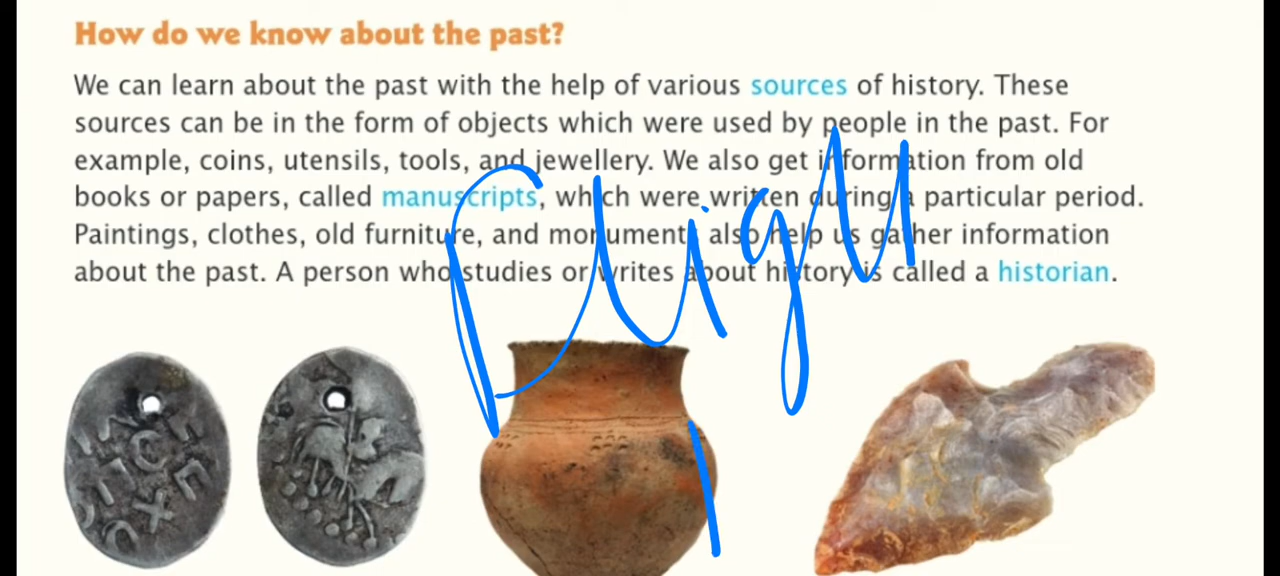 How do we know about the past?
We can learn about the past with the help of various sources of history. These
sources can be in the form of objects which were used by people in the past. For
example, coins, utensils, tools, and jewellery. We also get information from old
books or papers, called manuscripts, which were written during a particular period.
Paintings, clothes, old furniture, and monuments also help us gather information
about the past. A person who studies or writes about history is called a historian.